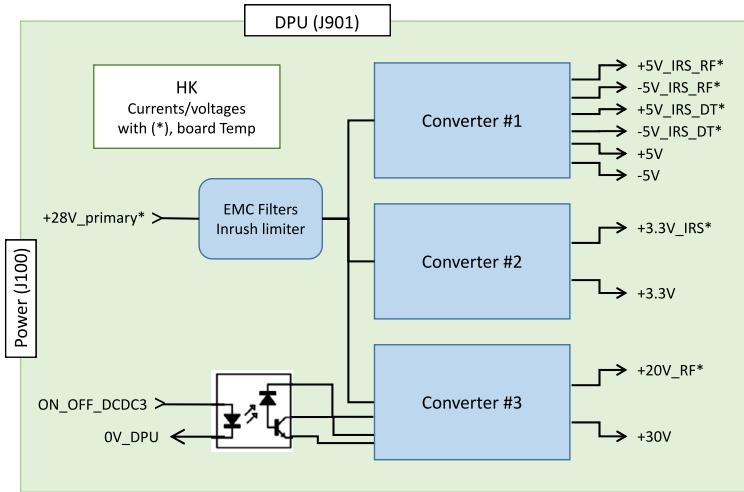 DPU (J901)
HK
Currents/voltages
with (*), board Temp
Converter #1
+5V_IRS_RF*
-5V_IRS_RF*
+5V_IRS_DT*
-5V_IRS_DT*
+5V
-5V
+28V_primary*
EMC Filters
Inrush limiter
Converter #2
+3.3V_IRS*
+3.3V
Power (J100)
ON_OFF_DCDC3
0V_DPU
Converter #3
+20V_RF*
+30V